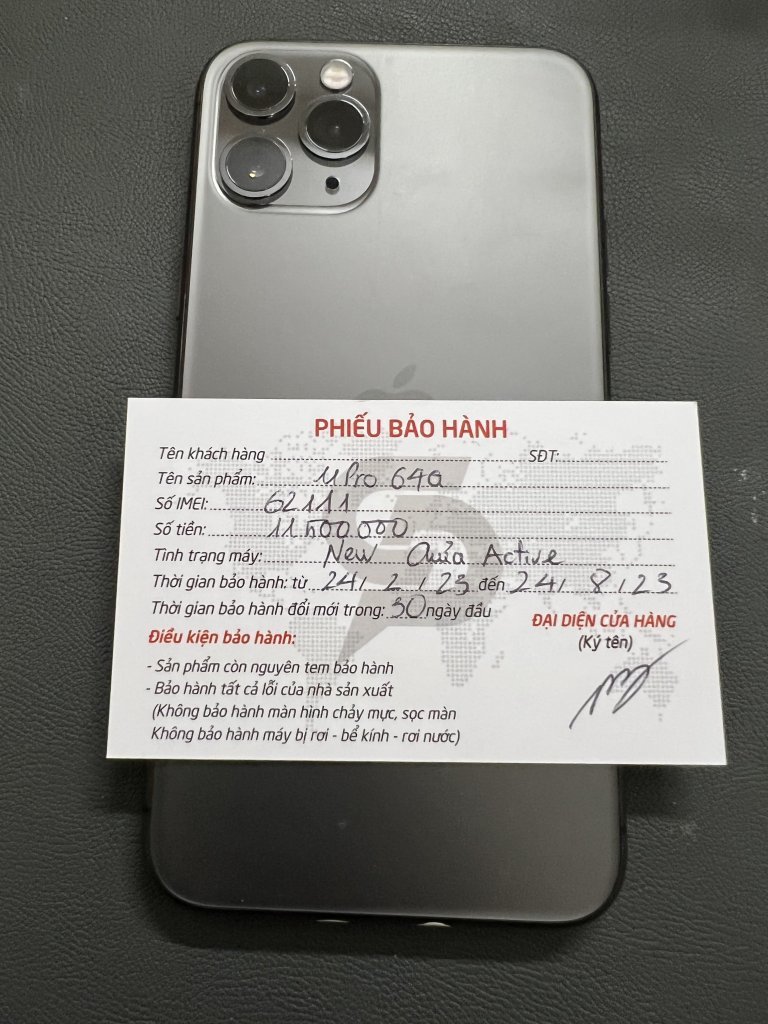 PHIẾU BẢO HÀNH
Tên khách hàng SĐT:
Tên sản phẩm: 11 Pro 64G
Số IMEI: 62111
Số tiền: 11500000
Tình trạng máy: New Chưa Active
Thời gian bảo hành: từ 24/ 2 / 23 đến 24/ 8 / 23
Thời gian bảo hành đổi mới trong: 30 ngày đầu
ĐẠI DIỆN CỬA HÀNG
(Ký tên)
Điều kiện bảo hành:
- Sản phẩm còn nguyên tem bảo hành
- Bảo hành tất cả lỗi của nhà sản xuất
(Không bảo hành màn hình chảy mực, sọc màn
Không bảo hành máy bị rơi - bể kính - rơi nước)